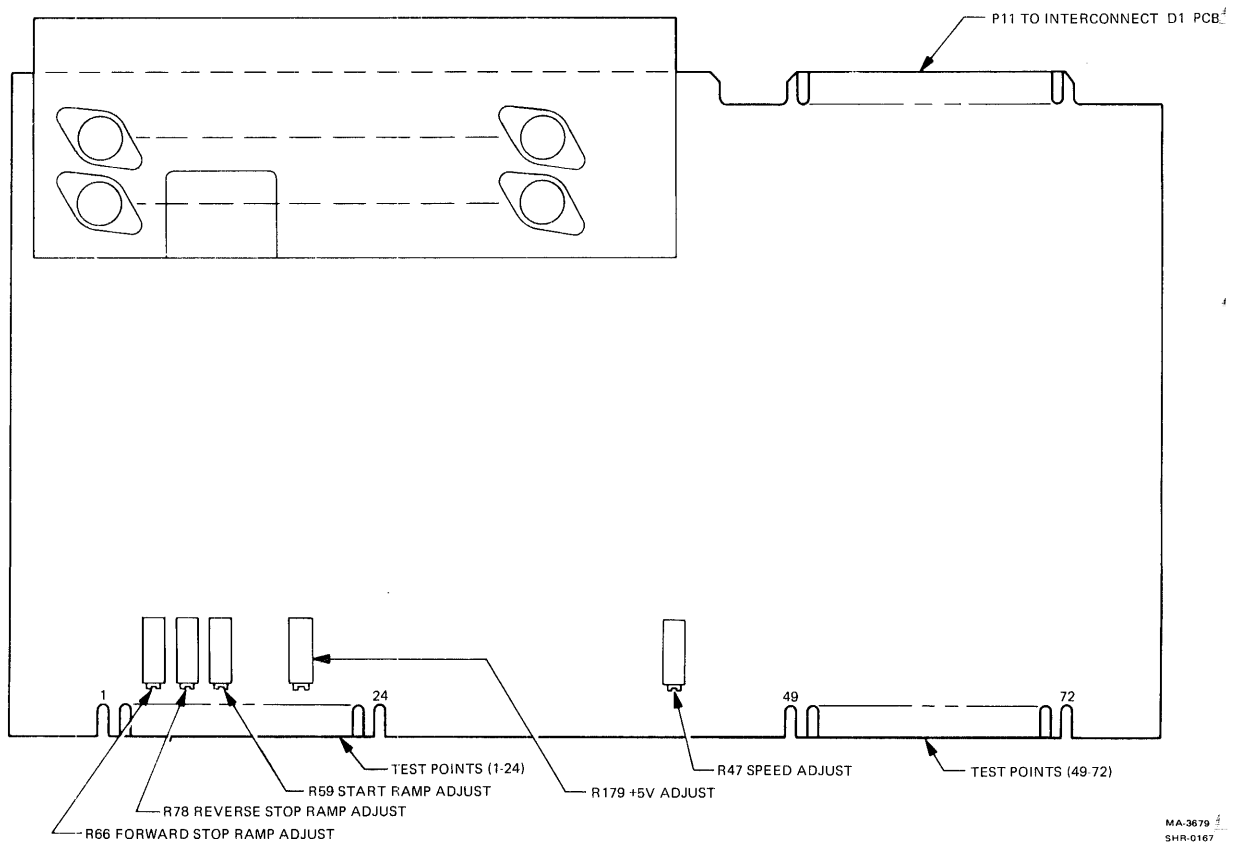 P11 TO INTERCONNECT D1 PCB
1
24
49
72
TEST POINTS (1-24)
R47 SPEED ADJUST
TEST POINTS (49-72)
R59 START RAMP ADJUST
R179 +5V ADJUST
R78 REVERSE STOP RAMP ADJUST
R66 FORWARD STOP RAMP ADJUST
MA-3679
SHR-0167